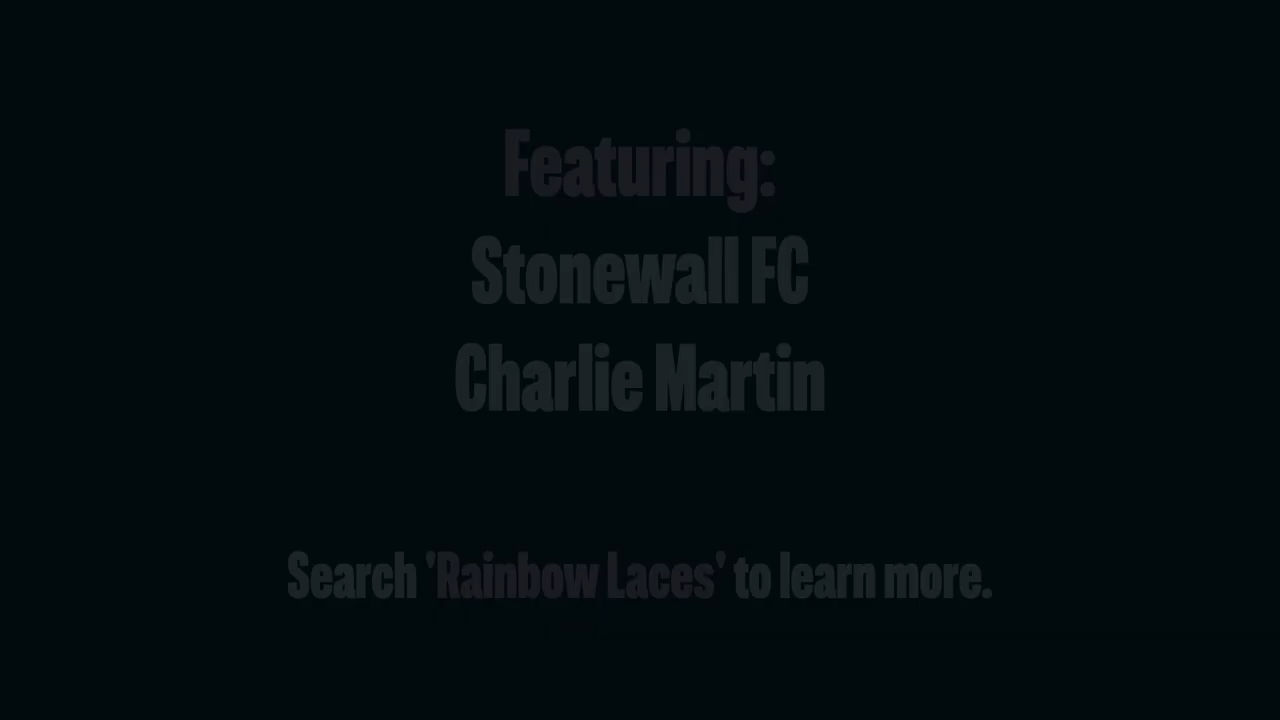 Featuring:
Stonewall FC
Charlie Martin
Search 'Rainbow Laces' to learn more.